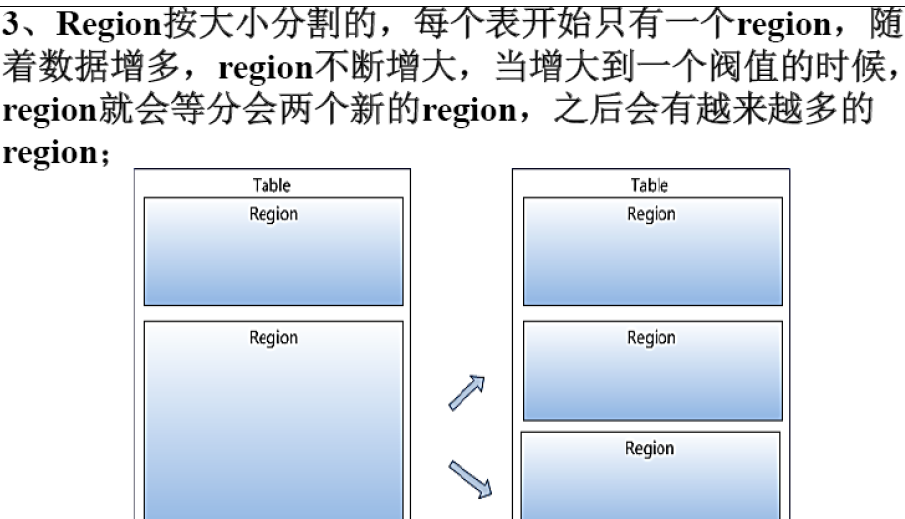 3、Region按大小分割的，每个表开始只有一个region，随
着数据增多，region不断增大，当增大到一个阀值的时候，
region就会等分会两个新的region，之后会有越来越多的
region；
Table
Region
Region
Table
Region
Region
Region